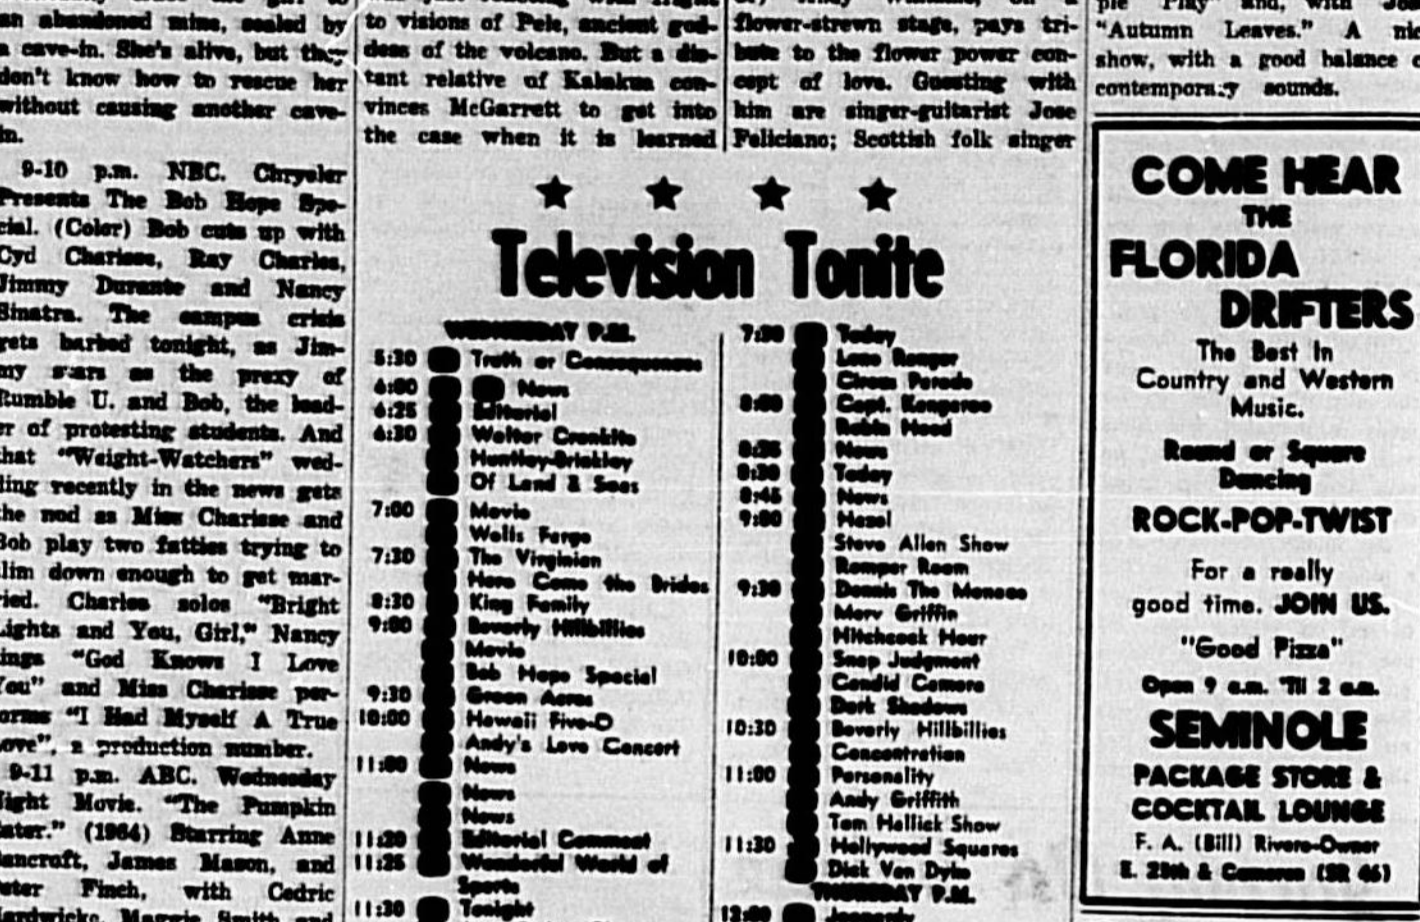 an abandoned mine, sealed by
a cave-in. She's alive, but they
don't know how to rescue her
without causing another cave-
in.
9-10 p.m. NBC. Chrysler
Presents The Bob Hope Spe-
cial. (Color) Bob cuts up with
Cyd Charisse, Ray Charles,
Jimmy Durante and Nancy
Sinatra. The campus crisis
gets barbed tonight, as Jim-
my stars as the proxy of
Rumble U. and Bob, the lead-
er of protesting students. And
that "Weight-Watchers" wed-
ding recently in the news gets
the nod as Miss Charisse and
Bob play two fatties trying to
slim down enough to get mar-
ried. Charles solos "Bright
Lights and You, Girl," Nancy
sings "God Knows I Love
You" and Miss Charisse per-
forms "I Had Myself A True
Love", a production number.
9-11 p.m. ABC. Wednesday
Night Movie. "The Pumpkin
Eater." (1964) Starring Anne
Bancroft, James Mason, and
Peter Finch, with Cedric
Hardwicke, Maggie Smith and
to visions of Pele, ancient god-
dess of the volcano. But a dis-
tant relative of Kalakua con-
vinces McGarrett to get into
the case when it is learned
flower-strewn stage, pays tri-
bute to the flower power con-
cept of love. Guesting with
him are singer-guitarist Jose
Feliciano; Scottish folk singer
ple Play" and, with Jose
"Autumn Leaves." A nice
show, with a good balance of
contemporary sounds.
Television Tonite
WEDNESDAY P.M.
5:30 Truth or Consequences
6:00 News
6:25 Editorial
6:30 Walter Cronkite
Huntley-Brinkley
Of Land & Seas
7:00 Movie
Wells Fargo
7:30 The Virginian
Here Come the Brides
8:30 King Family
9:00 Beverly Hillbillies
Movie
Bob Hope Special
9:30 Green Acres
10:00 Hawaii Five-O
Andy's Love Concert
11:00 News
News
News
11:20 Editorial Comment
11:25 Wonderful World of
Sports
11:30 Tonight
7:00 Today
Lone Ranger
Circus Parade
8:00 Capt. Kangaroo
Robin Hood
8:25 News
8:30 Today
8:45 News
9:00 Hazel
Steve Allen Show
Romper Room
9:30 Dennis The Menace
Merv Griffin
Hitchcock Hour
10:00 Snap Judgment
Candid Camera
Dark Shadows
10:30 Beverly Hillbillies
Concentration
11:00 Personality
Andy Griffith
Tom Hallick Show
11:30 Hollywood Squares
Dick Van Dyke
THURSDAY P.M.
12:00 Jeopardy
COME HEAR
THE
FLORIDA
DRIFTERS
The Best In
Country and Western
Music.
Round or Square
Dancing
ROCK-POP-TWIST
For a really
good time. JOIN US.
"Good Pizza"
Open 9 a.m. 'Til 2 a.m.
SEMINOLE
PACKAGE STORE &
COCKTAIL LOUNGE
F. A. (Bill) Rivers-Owner
E. 25th & Cameron (SR 46)